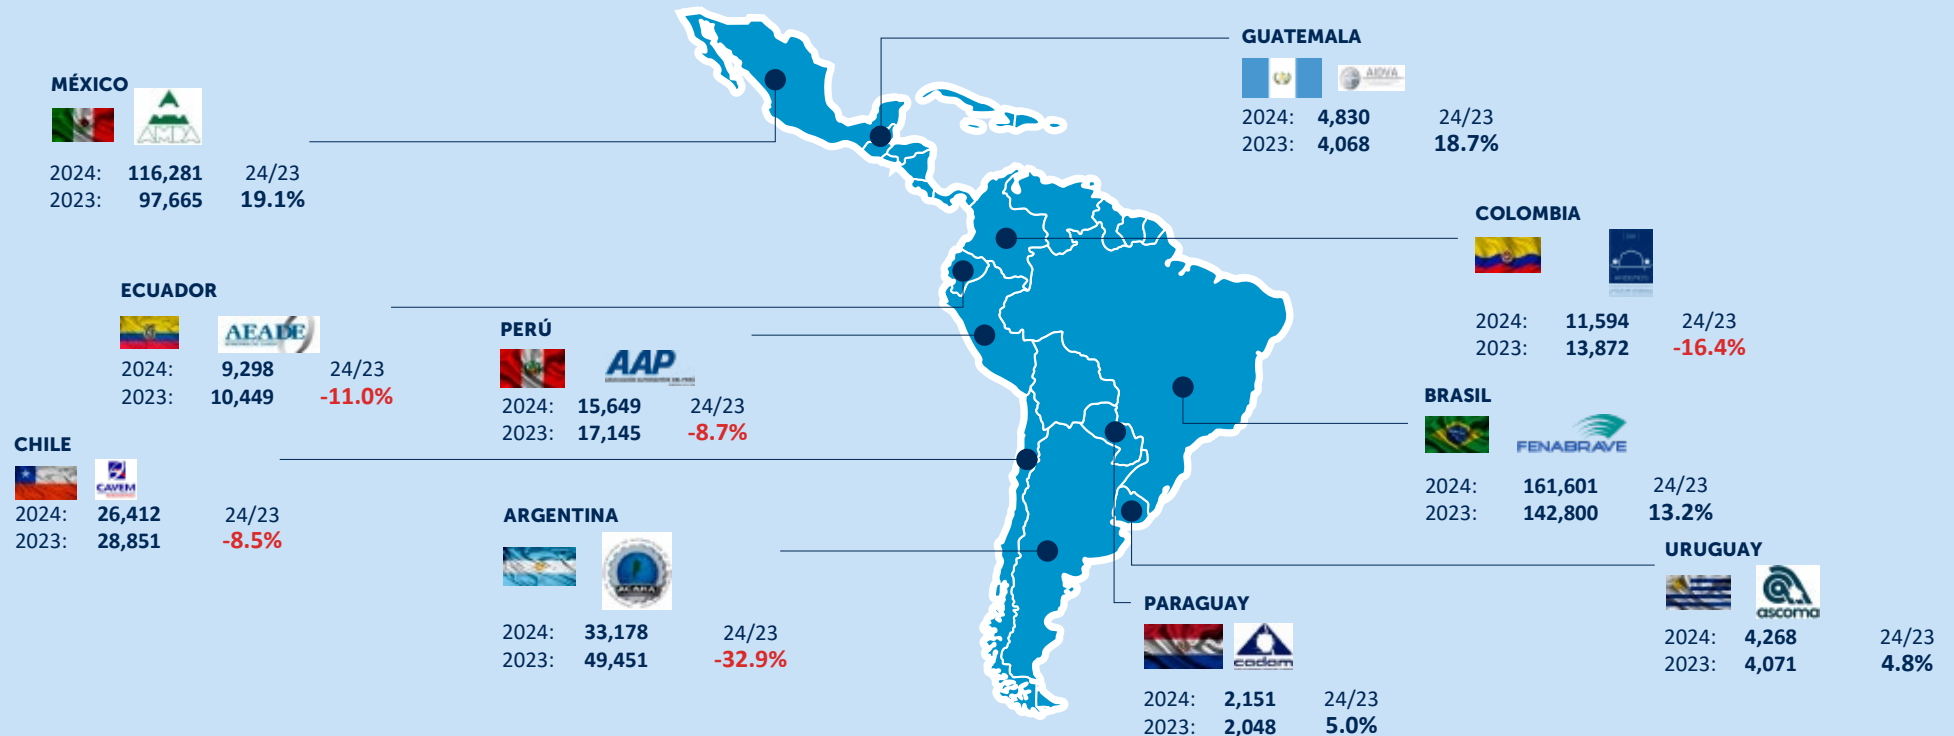 MÉXICO
AMDA
2024: 116,281 24/23
2023: 97,665 19.1%
GUATEMALA
AIDVA
2024: 4,830 24/23
2023: 4,068 18.7%
COLOMBIA
2024: 11,594 24/23
2023: 13,872 -16.4%
ECUADOR
AEADE
2024: 9,298 24/23
2023: 10,449 -11.0%
PERÚ
AAP
2024: 15,649 24/23
2023: 17,145 -8.7%
BRASIL
FENABRAVE
2024: 161,601 24/23
2023: 142,800 13.2%
CHILE
CAVEM
2024: 26,412 24/23
2023: 28,851 -8.5%
ARGENTINA
ACARA
2024: 33,178 24/23
2023: 49,451 -32.9%
URUGUAY
ascoma
2024: 4,268 24/23
2023: 4,071 4.8%
PARAGUAY
cadam
2024: 2,151 24/23
2023: 2,048 5.0%